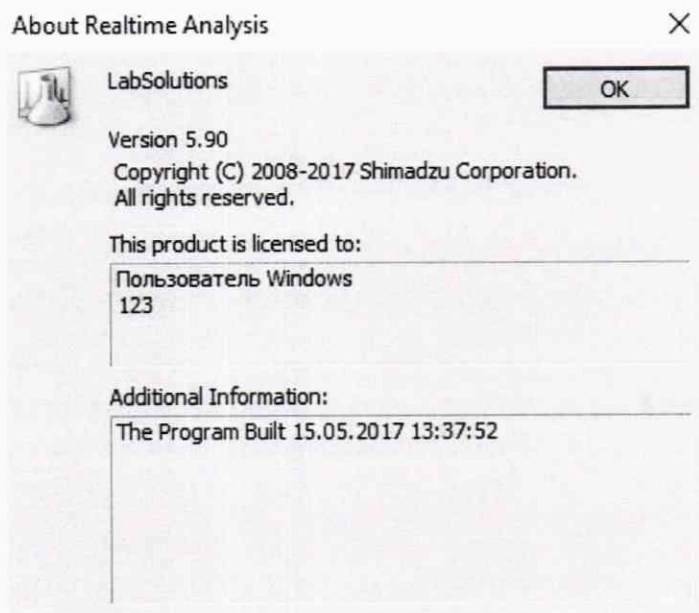 About Realtime Analysis
LabSolutions
OK
Version 5.90
Copyright (C) 2008-2017 Shimadzu Corporation.
All rights reserved.
This product is licensed to:
Пользователь Windows
123
Additional Information:
The Program Built 15.05.2017 13:37:52